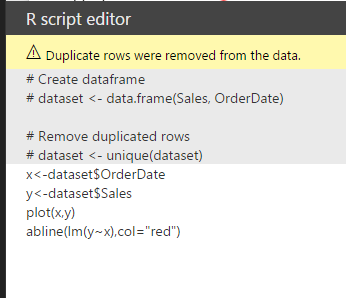 R script editor
⚠ Duplicate rows were removed from the data.
# Create dataframe
# dataset <- data.frame(Sales, OrderDate)
# Remove duplicated rows
# dataset <- unique(dataset)
x<-dataset$OrderDate
y<-dataset$Sales
plot(x,y)
abline(lm(y~x),col="red")